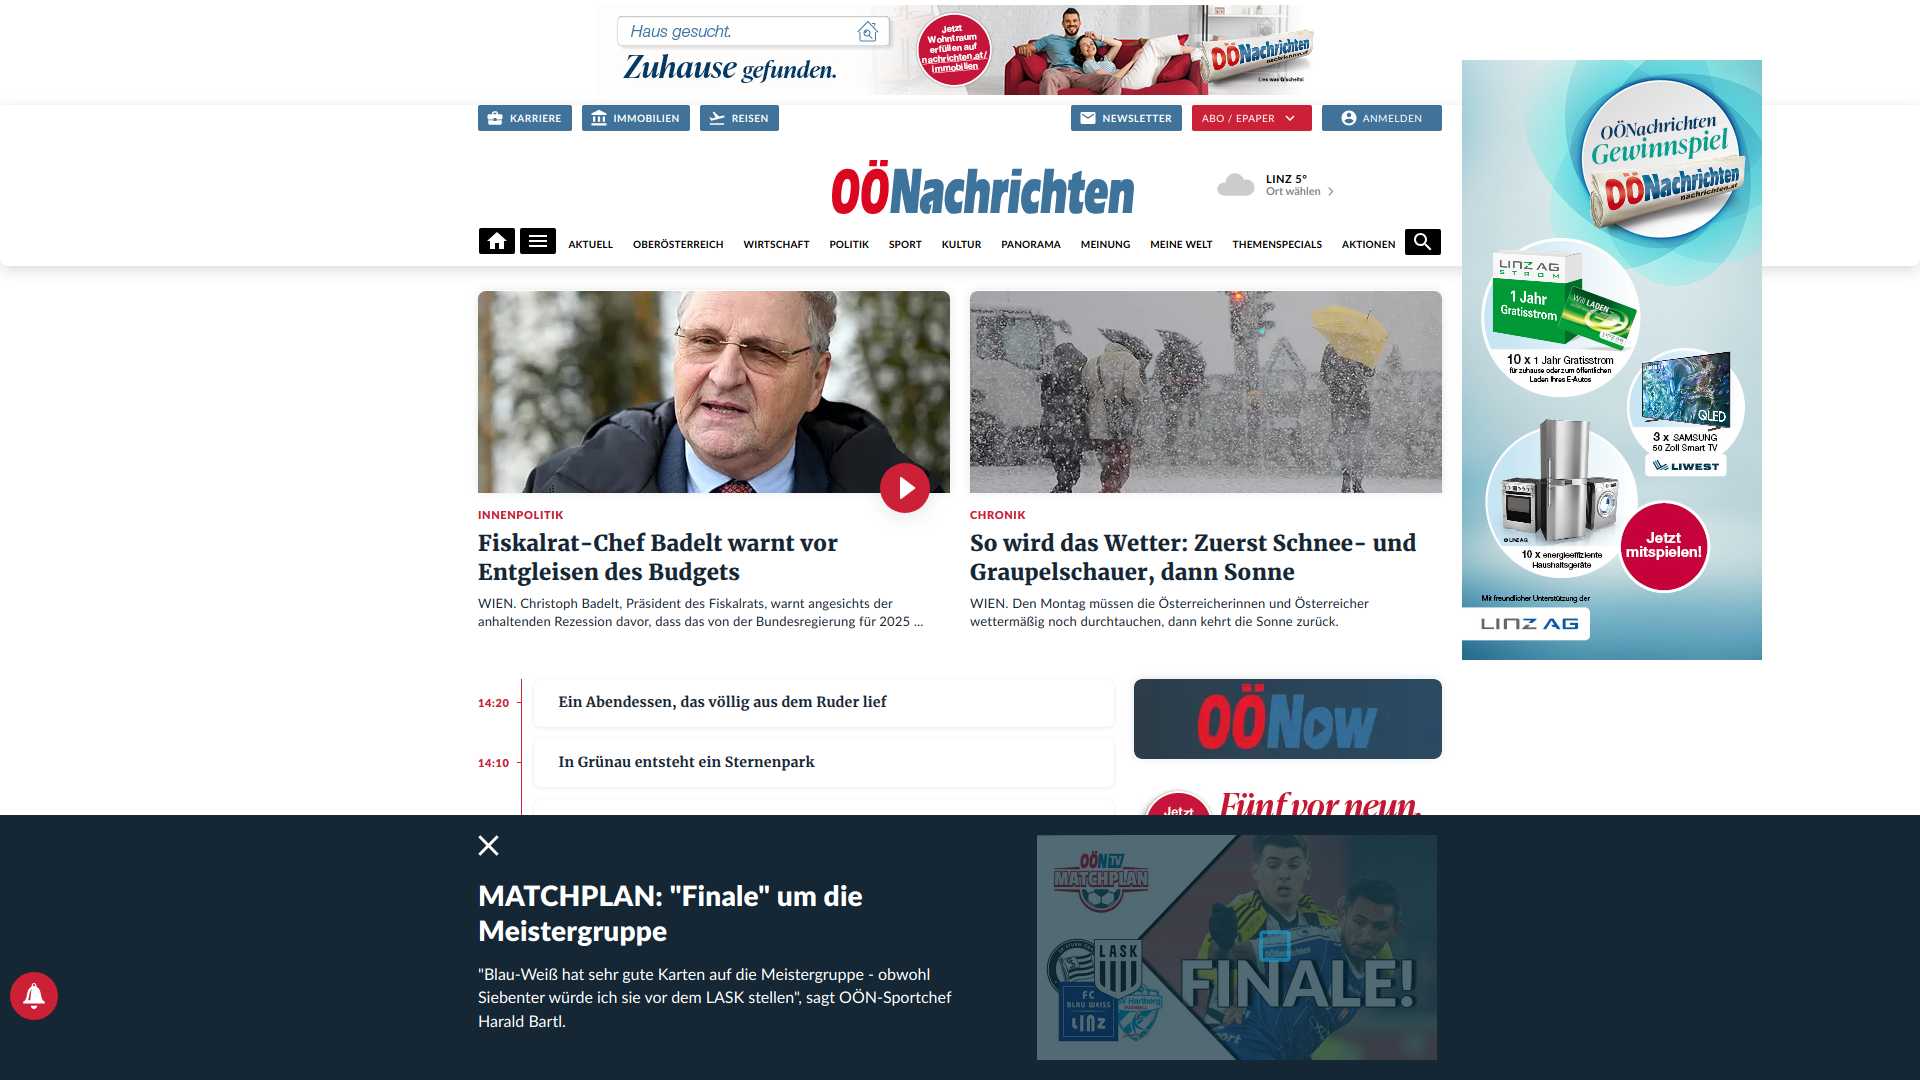 Haus gesucht.
Zuhause gefunden.
Jetzt
Wohntraum
erfüllen auf
nachrichten.at/
immobilien
OÖNachrichten
Lies was G'scheites!
KARRIERE
IMMOBILIEN
REISEN
NEWSLETTER
ABO / EPAPER
ANMELDEN
OÖNachrichten
LINZ 5°
Ort wählen
AKTUELL
OBERÖSTERREICH
WIRTSCHAFT
POLITIK
SPORT
KULTUR
PANORAMA
MEINUNG
MEINE WELT
THEMENSPECIALS
AKTIONEN
INNENPOLITIK
Fiskalrat-Chef Badelt warnt vor
Entgleisen des Budgets
WIEN. Christoph Badelt, Präsident des Fiskalrats, warnt angesichts der
anhaltenden Rezession davor, dass das von der Bundesregierung für 2025 ...
CHRONIK
So wird das Wetter: Zuerst Schnee- und
Graupelschauer, dann Sonne
WIEN. Den Montag müssen die Österreicherinnen und Österreicher
wettermäßig noch durchtauchen, dann kehrt die Sonne zurück.
OÖNachrichten
Gewinnspiel
OÖNachrichten
nachrichten.at
LINZ AG
STROM
1 Jahr
Gratisstrom
Will LADEN
10 x 1 Jahr Gratisstrom
für zuhause oder zum öffentlichen
Laden Ihres E-Autos
QLED
3 x SAMSUNG
50 Zoll Smart TV
LIWEST
© LINZ AG
10 x energieeffiziente
Haushaltsgeräte
Jetzt
mitspielen!
Mit freundlicher Unterstützung der
LINZ AG
14:20
Ein Abendessen, das völlig aus dem Ruder lief
14:10
In Grünau entsteht ein Sternenpark
OÖNow
Jetzt
Fünf vor neun.
MATCHPLAN: "Finale" um die
Meistergruppe
"Blau-Weiß hat sehr gute Karten auf die Meistergruppe - obwohl
Siebenter würde ich sie vor dem LASK stellen", sagt OÖN-Sportchef
Harald Bartl.
OÖN TV
MATCHPLAN
LASK
FC
BLAU WEISS
LINZ
Hartberg
FINALE!